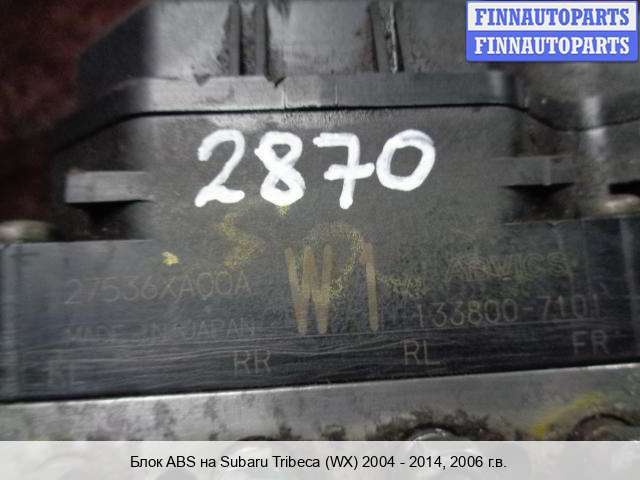 FINNAUTOPARTS
FINNAUTOPARTS
2870
27536XA00A
W1
ADVICS
MADE IN JAPAN
133800-7101
RR
RL
FR
Блок ABS на Subaru Tribeca (WX) 2004 - 2014, 2006 г.в.